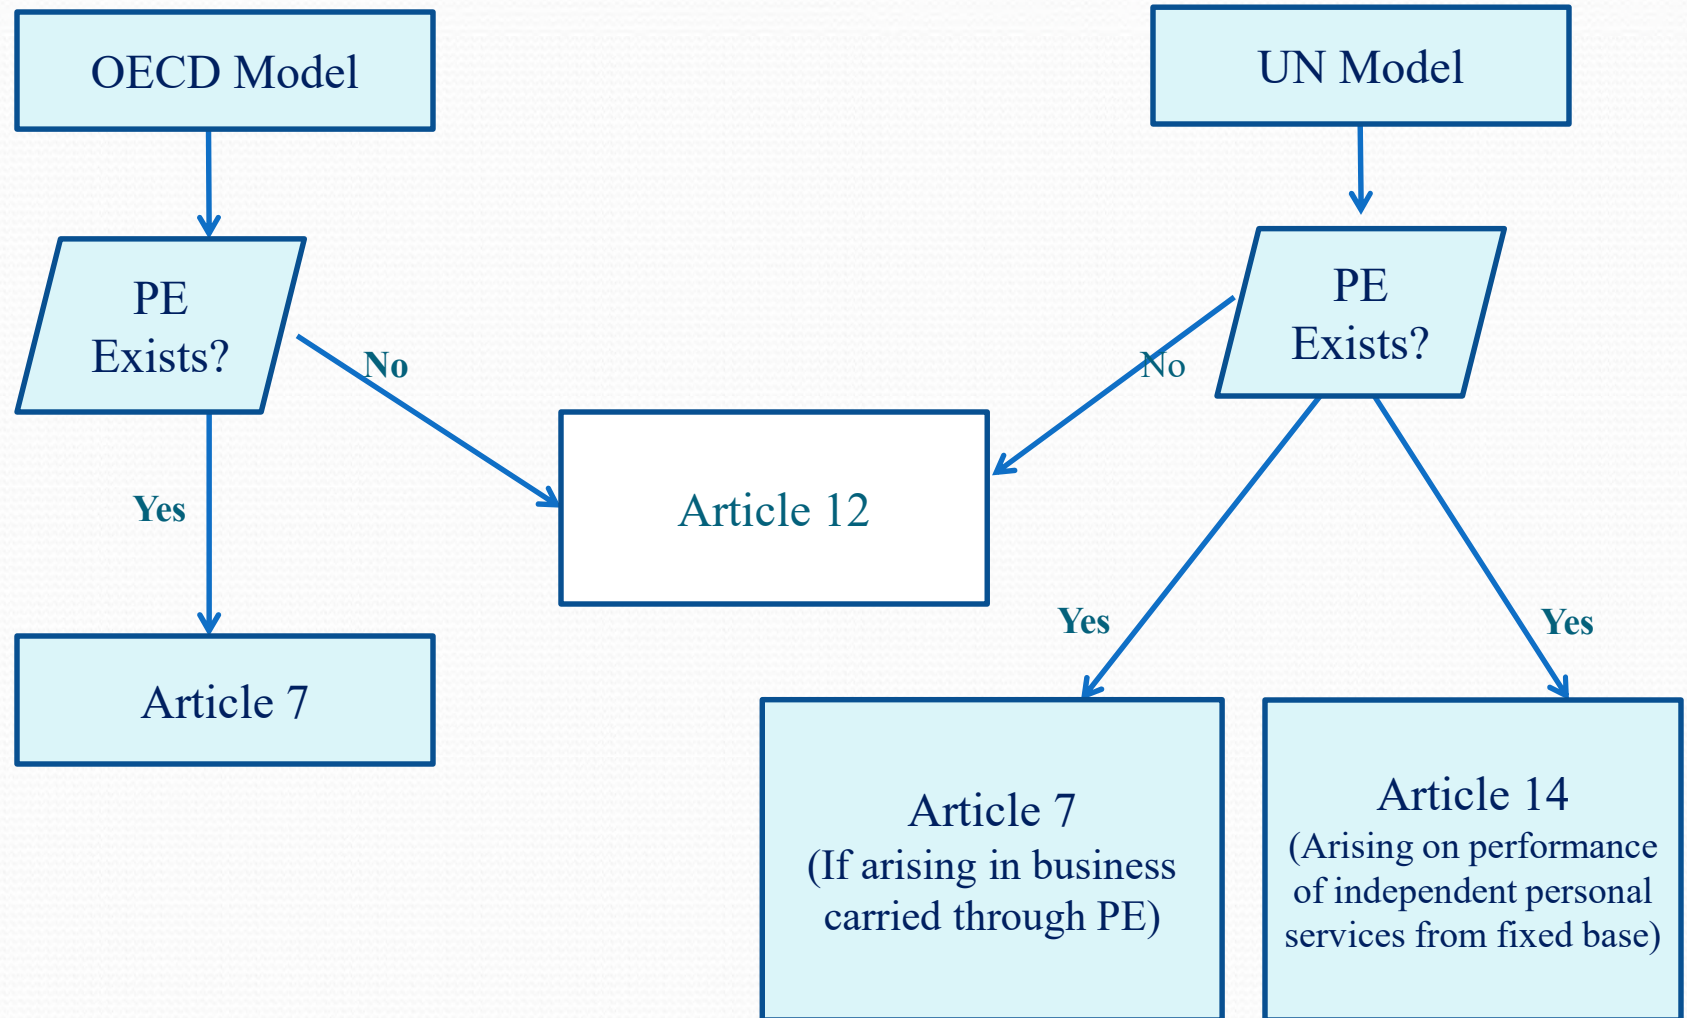 OECD Model
UN Model
PE
Exists?
PE
Exists?
No
No
Article 12
Yes
Yes
Yes
Article 7
Article 7
(If arising in business
carried through PE)
Article 14
(Arising on performance
of independent personal
services from fixed base)